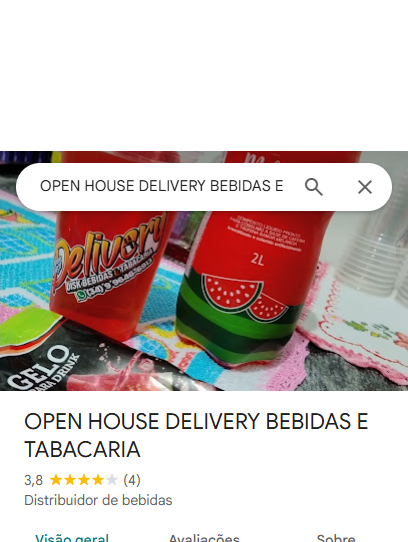 OPEN HOUSE DELIVERY BEBIDAS E
Delivery
DISK BEBIDAS
TABACARIA
2L
GELO
PARA DRINK
OPEN HOUSE DELIVERY BEBIDAS E
TABACARIA
3,8 (4)
Distribuidor de bebidas
Visão geral Avaliações Sobre